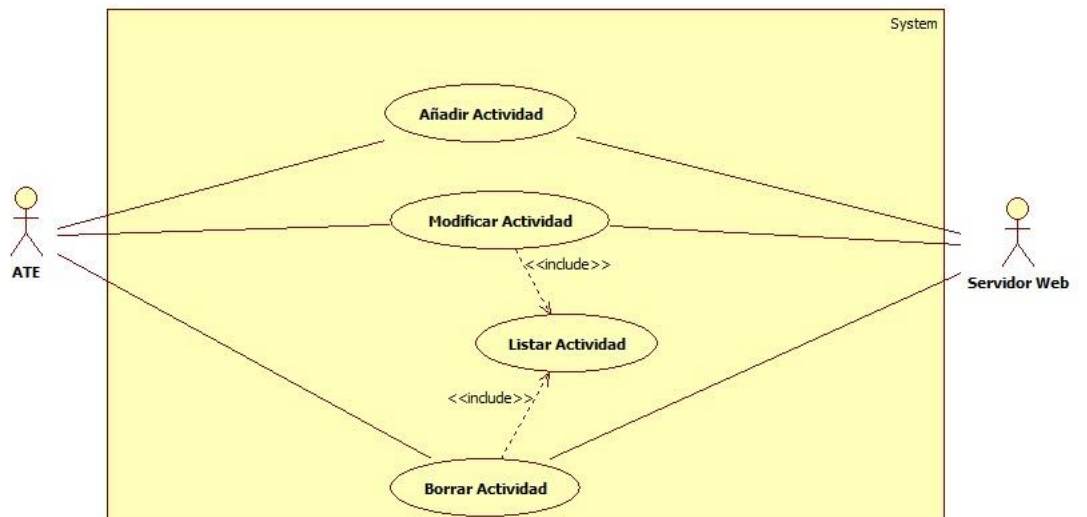 System
Añadir Actividad
Modificar Actividad
<<include>>
ATE
Servidor Web
Listar Actividad
<<include>>
Borrar Actividad